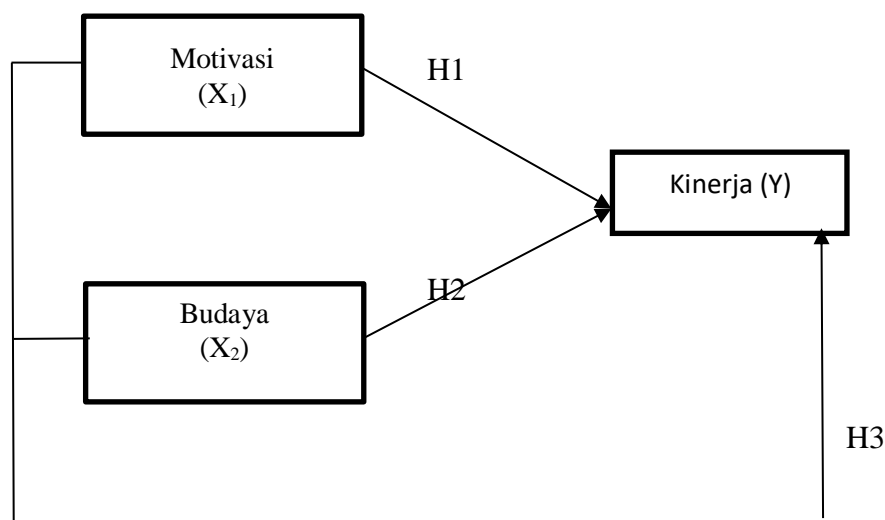 Motivasi
(X₁)
H1
Kinerja (Y)
H2
Budaya
(X₂)
H3